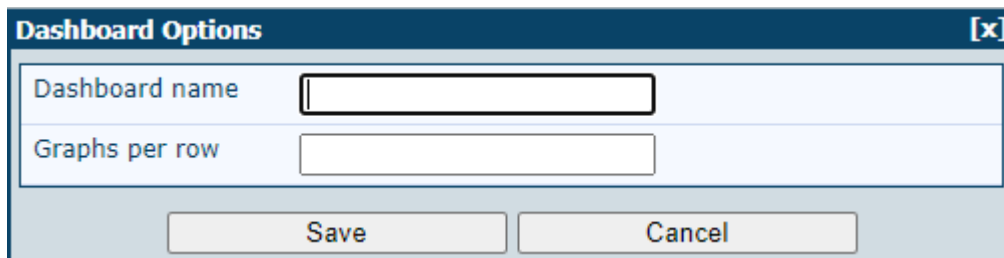 Dashboard Options [x]
Dashboard name
Graphs per row
Save Cancel